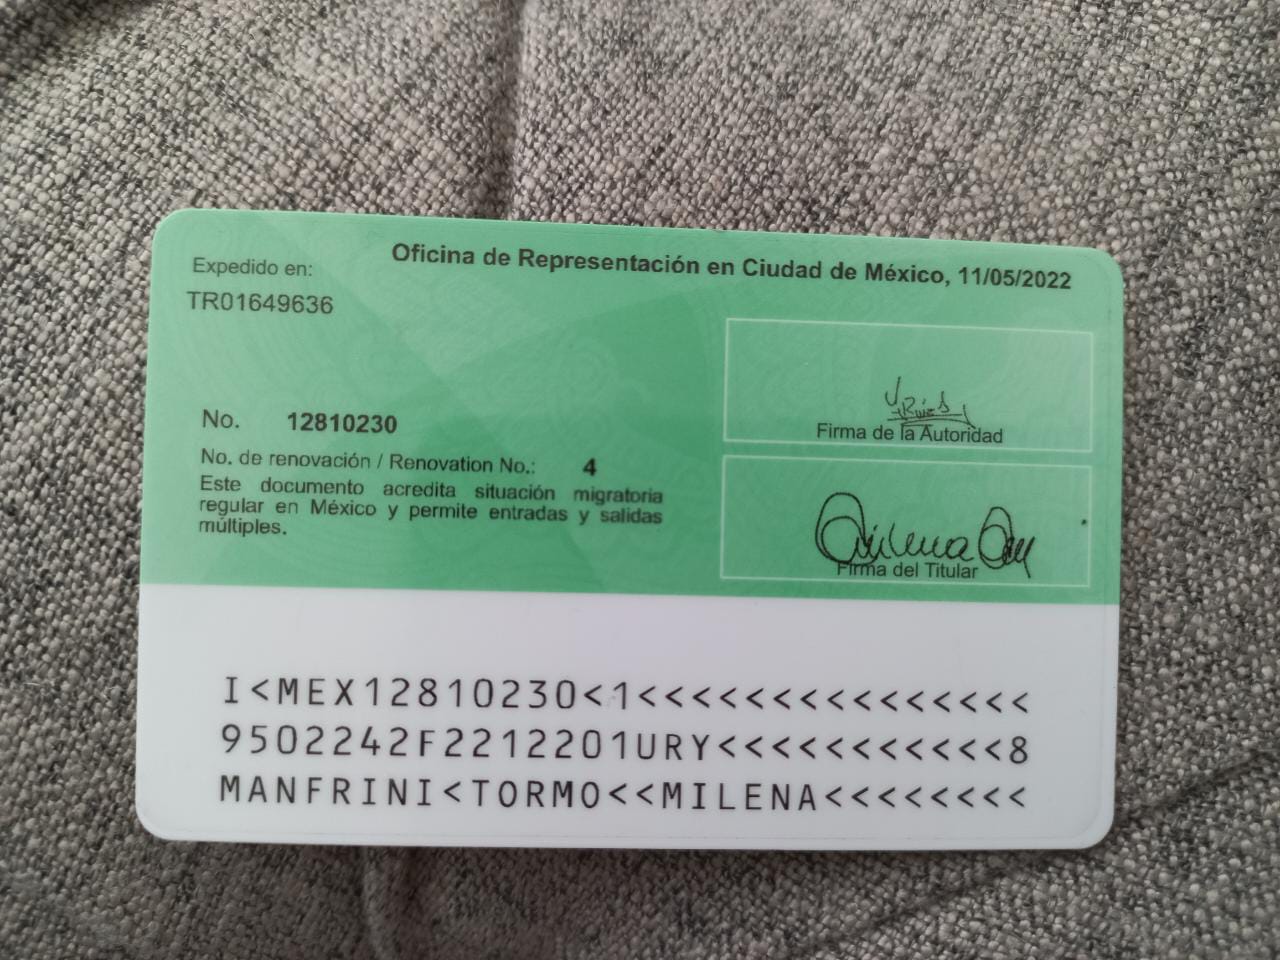 Oficina de Representación en Ciudad de México, 11/05/2022
Expedido en:
TR01649636
No. 12810230
No. de renovación / Renovation No.: 4
Este documento acredita situación migratoria
regular en México y permite entradas y salidas
múltiples.
Firma de la Autoridad
Milena
Firma del Titular
I<MEX12810230<1<<<<<<<<<<<<<<<
9502242F2212201URY<<<<<<<<<<<8
MANFRINI<TORMO<<MILENA<<<<<<<<